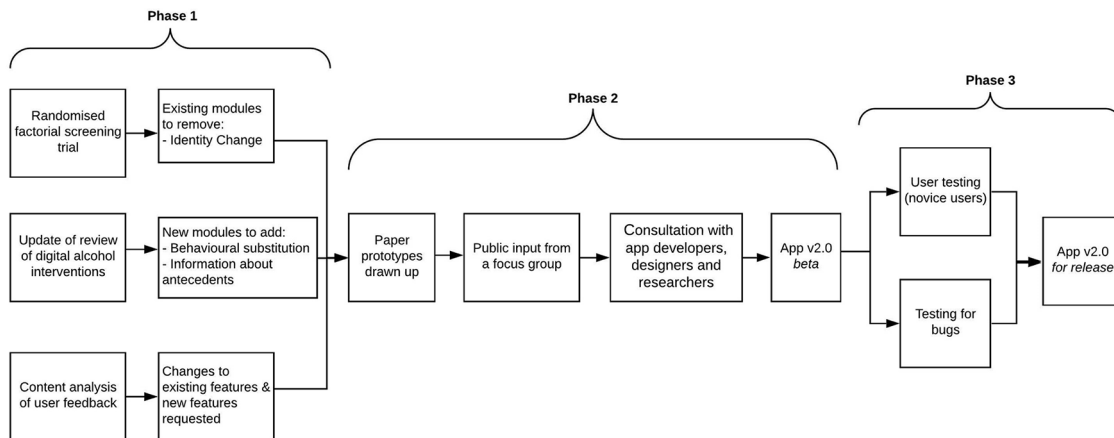 Phase 1
Randomised
factorial screening
trial
Existing modules
to remove:
- Identity Change
Update of review
of digital alcohol
interventions
New modules to add:
- Behavioural substitution
- Information about
antecedents
Content analysis
of user feedback
Changes to
existing features &
new features
requested
Phase 2
Paper
prototypes
drawn up
Public input from
a focus group
Consultation with
app developers,
designers and
researchers
App v2.0
beta
Phase 3
User testing
(novice users)
Testing for
bugs
App v2.0
for release